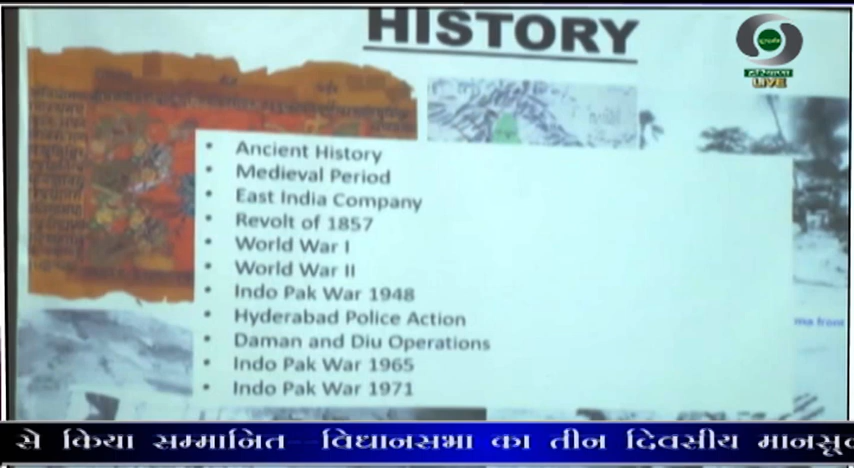 HISTORY
हरियाणा
LIVE
• Ancient History
• Medieval Period
• East India Company
• Revolt of 1857
• World War I
• World War II
• Indo Pak War 1948
• Hyderabad Police Action
• Daman and Diu Operations
• Indo Pak War 1965
• Indo Pak War 1971
front
से किया सम्मानित विधानसभा का तीन दिवसीय